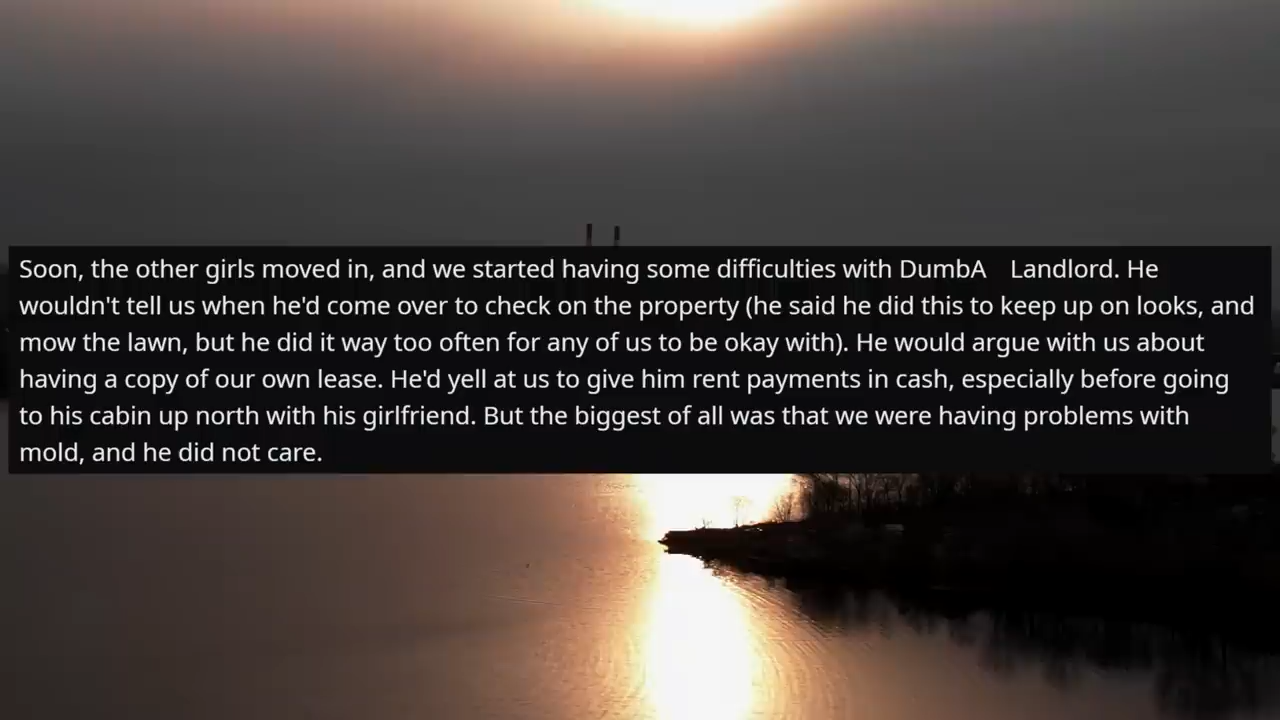 Soon, the other girls moved in, and we started having some difficulties with DumbA    Landlord. He
wouldn't tell us when he'd come over to check on the property (he said he did this to keep up on looks, and
mow the lawn, but he did it way too often for any of us to be okay with). He would argue with us about
having a copy of our own lease. He'd yell at us to give him rent payments in cash, especially before going
to his cabin up north with his girlfriend. But the biggest of all was that we were having problems with
mold, and he did not care.